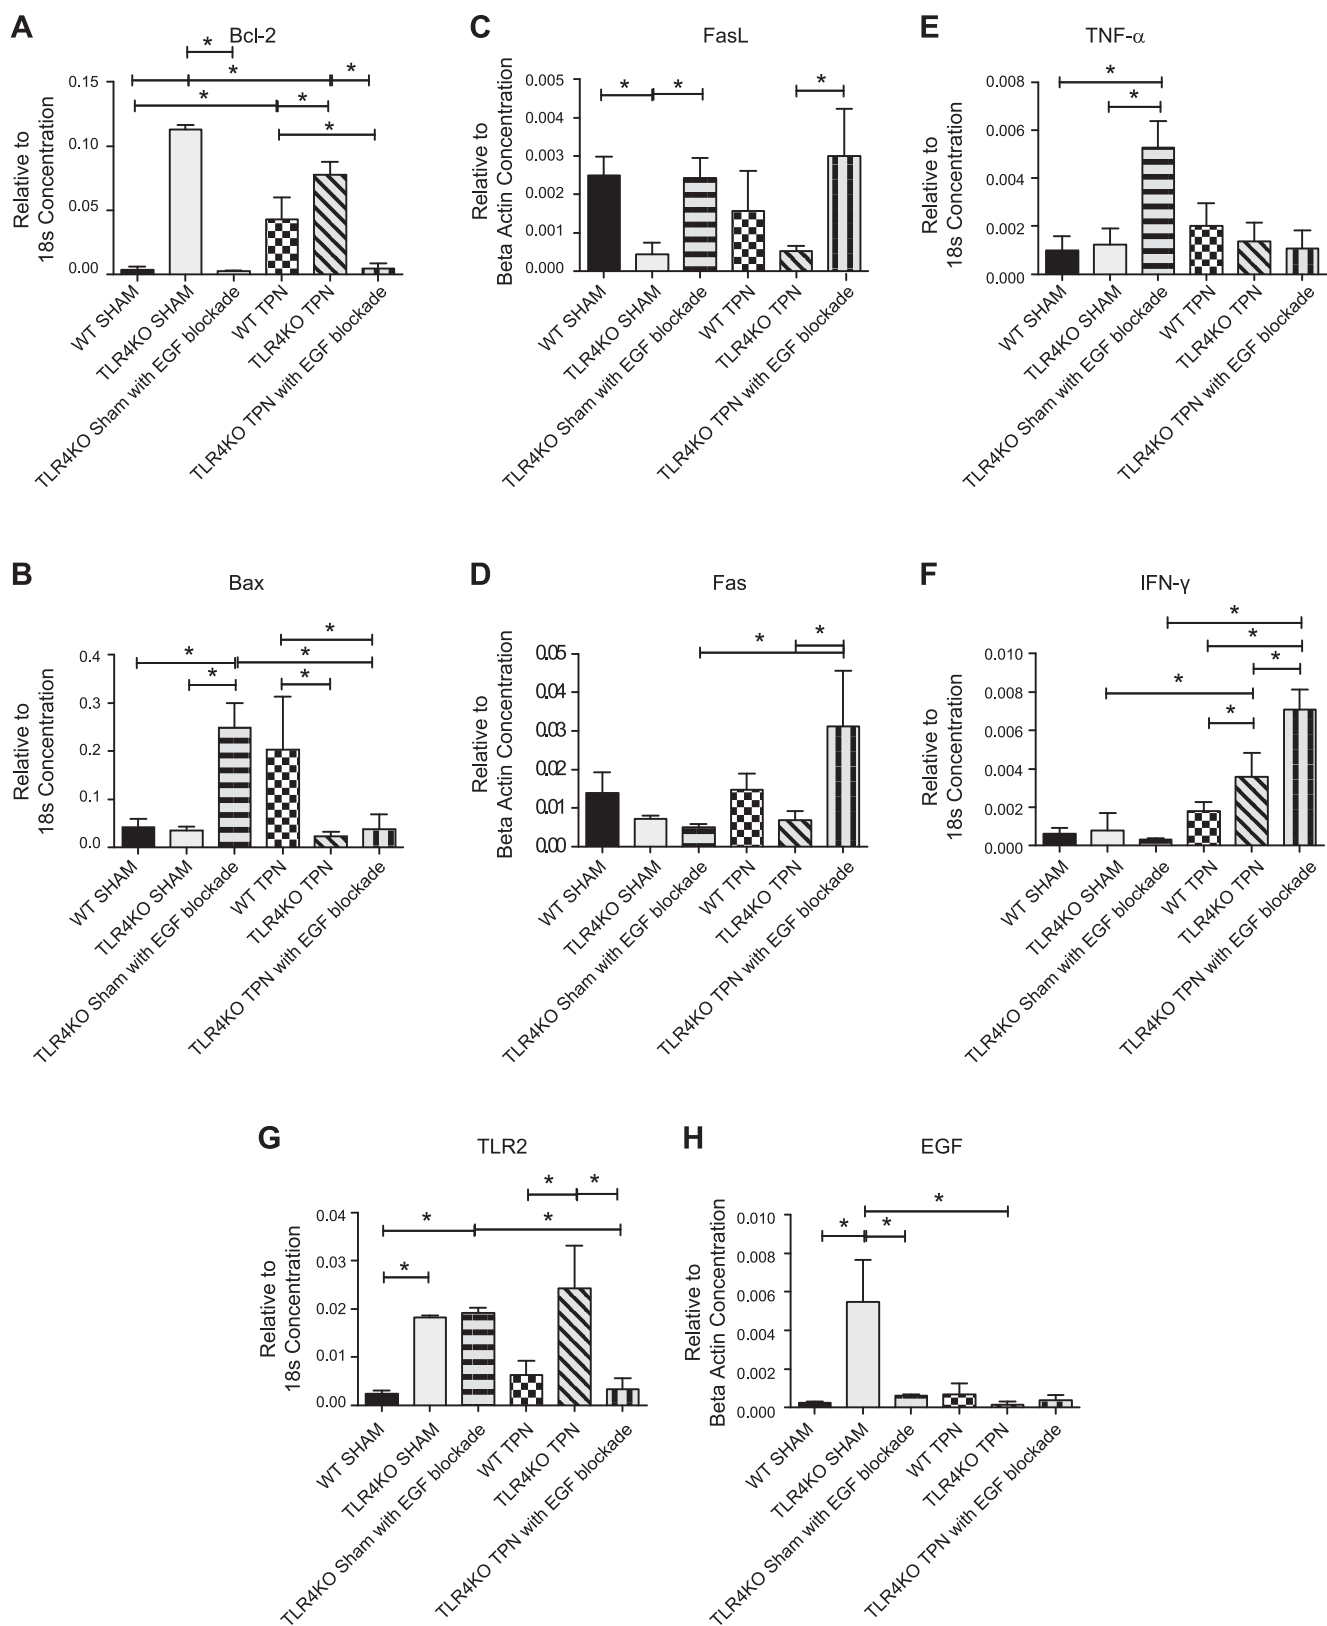 A
Bcl-2
*
*
*
*
*
*
Relative to
18s Concentration
0.15
0.10
0.05
0.00
WT SHAM
TLR4KO SHAM
TLR4KO Sham with EGF blockade
WT TPN
TLR4KO TPN
TLR4KO TPN with EGF blockade
C
FasL
*
*
*
Relative to
Beta Actin Concentration
0.005
0.004
0.003
0.002
0.001
0.000
WT SHAM
TLR4KO SHAM
TLR4KO Sham with EGF blockade
WT TPN
TLR4KO TPN
TLR4KO TPN with EGF blockade
E
TNF-α
*
*
Relative to
18s Concentration
0.008
0.006
0.004
0.002
0.000
WT SHAM
TLR4KO SHAM
TLR4KO Sham with EGF blockade
WT TPN
TLR4KO TPN
TLR4KO TPN with EGF blockade
B
Bax
*
*
*
*
*
Relative to
18s Concentration
0.4
0.3
0.2
0.1
0.0
WT SHAM
TLR4KO SHAM
TLR4KO Sham with EGF blockade
WT TPN
TLR4KO TPN
TLR4KO TPN with EGF blockade
D
Fas
*
*
Relative to
Beta Actin Concentration
0.05
0.04
0.03
0.02
0.01
0.00
WT SHAM
TLR4KO SHAM
TLR4KO Sham with EGF blockade
WT TPN
TLR4KO TPN
TLR4KO TPN with EGF blockade
F
IFN-γ
*
*
*
*
*
Relative to
18s Concentration
0.010
0.008
0.006
0.004
0.002
0.000
WT SHAM
TLR4KO SHAM
TLR4KO Sham with EGF blockade
WT TPN
TLR4KO TPN
TLR4KO TPN with EGF blockade
G
TLR2
*
*
*
*
*
Relative to
18s Concentration
0.04
0.03
0.02
0.01
0.00
WT SHAM
TLR4KO SHAM
TLR4KO Sham with EGF blockade
WT TPN
TLR4KO TPN
TLR4KO TPN with EGF blockade
H
EGF
*
*
*
Relative to
Beta Actin Concentration
0.010
0.008
0.006
0.004
0.002
0.000
WT SHAM
TLR4KO SHAM
TLR4KO Sham with EGF blockade
WT TPN
TLR4KO TPN
TLR4KO TPN with EGF blockade